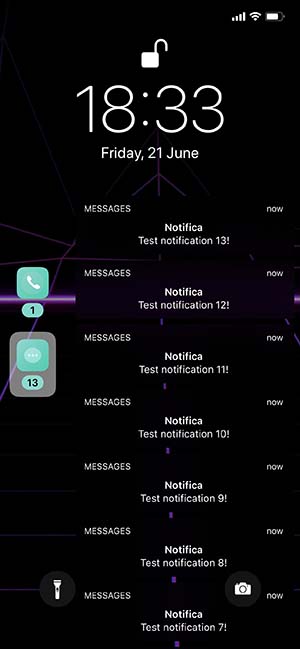 18:33
Friday, 21 June
MESSAGES now
Notifica
Test notification 13!
1
MESSAGES now
Notifica
Test notification 12!
13
MESSAGES now
Notifica
Test notification 11!
MESSAGES now
Notifica
Test notification 10!
MESSAGES now
Notifica
Test notification 9!
MESSAGES now
Notifica
Test notification 8!
MESSAGES now
Notifica
Test notification 7!